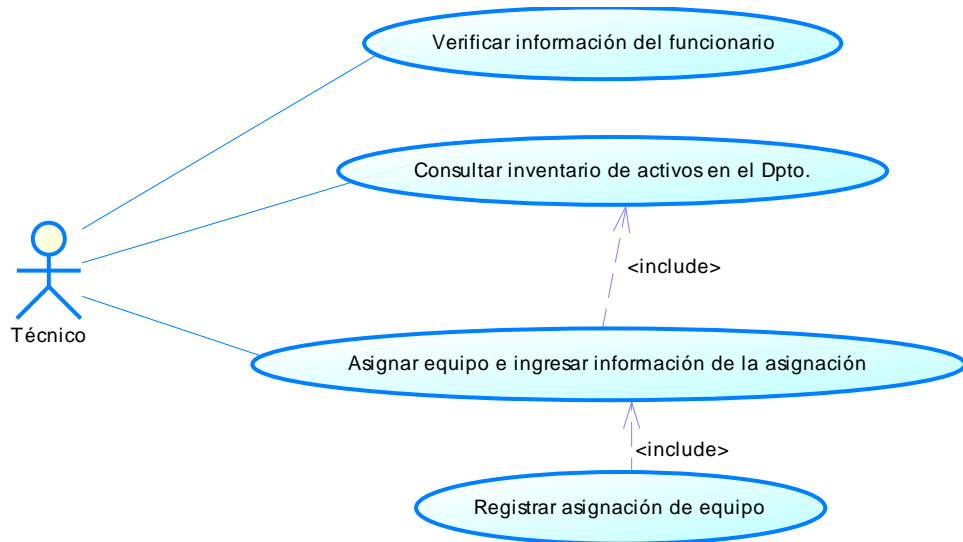 Verificar información del funcionario
Consultar inventario de activos en el Dpto.
<include>
Técnico
Asignar equipo e ingresar información de la asignación
<include>
Registrar asignación de equipo